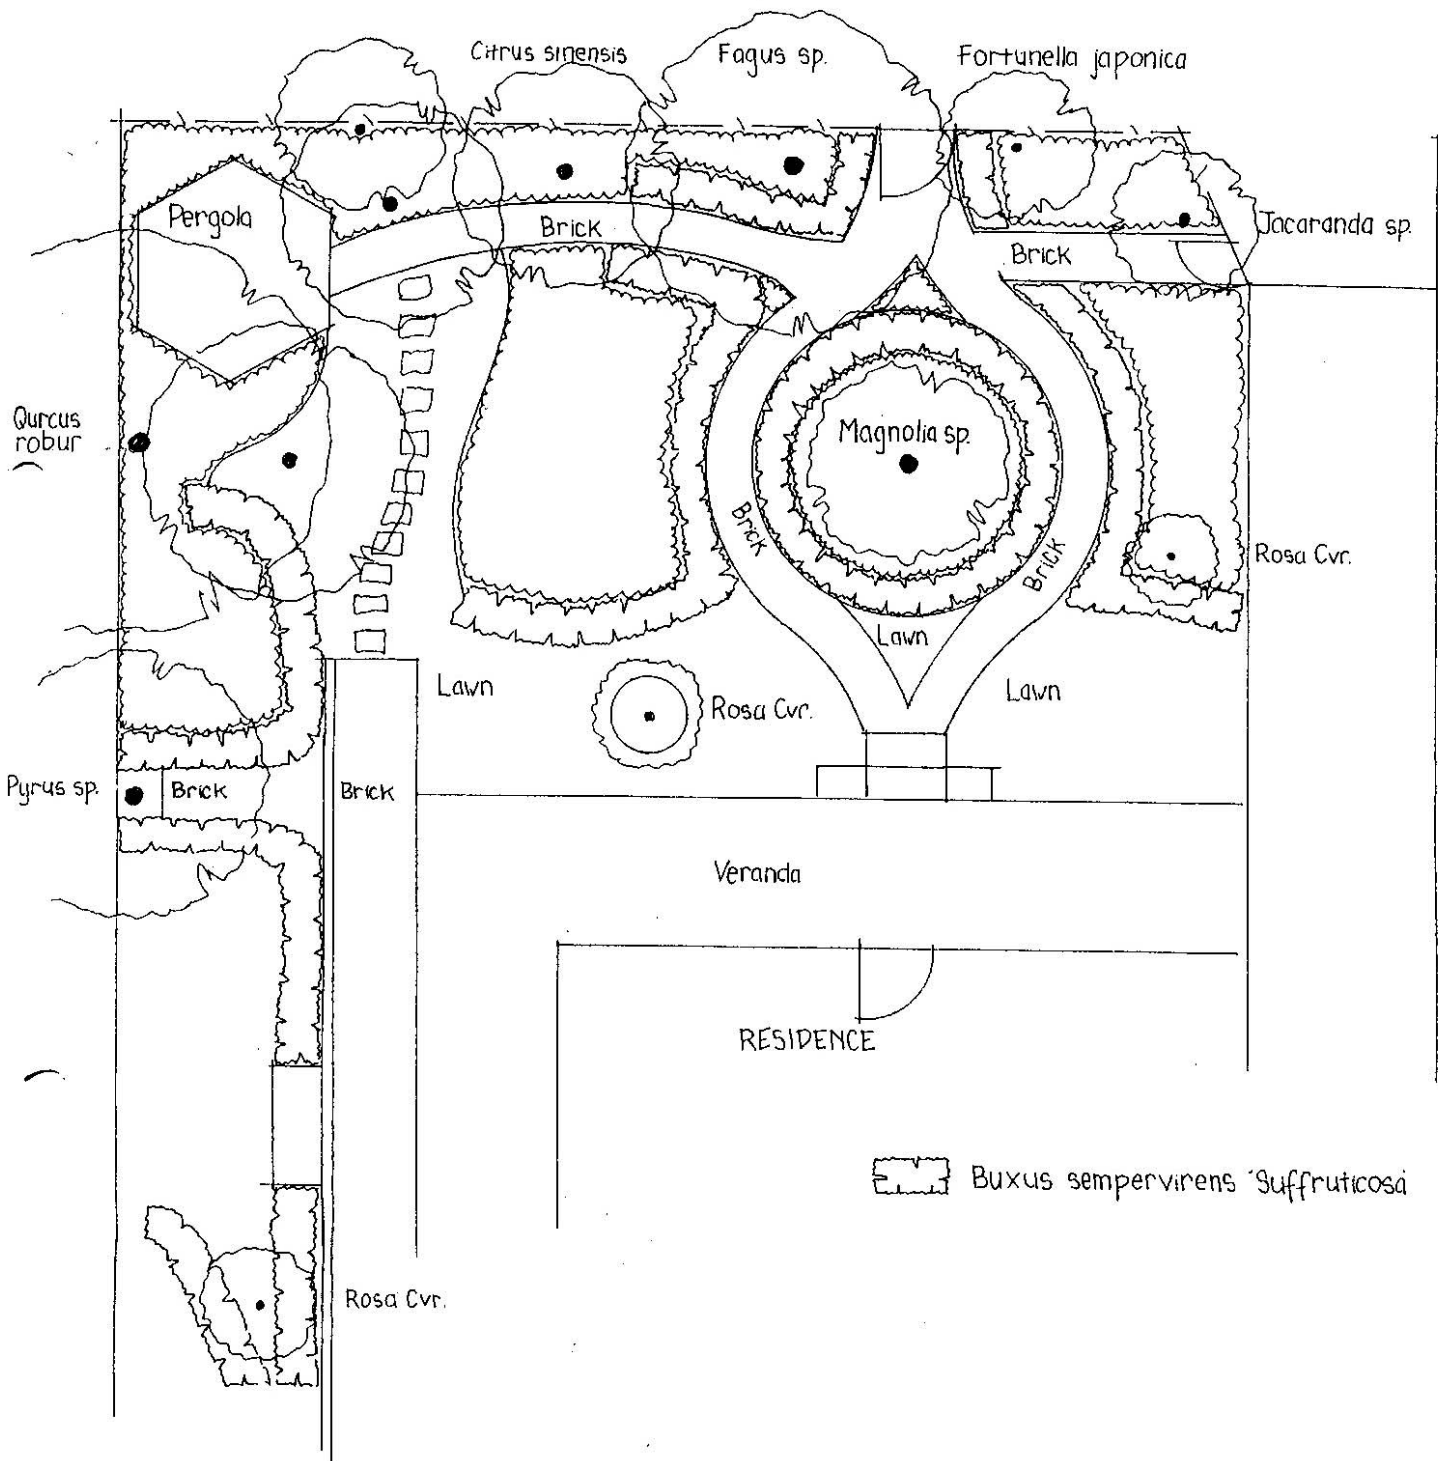 Citrus sinensis
Fagus sp.
Fortunella japonica
Pergola
Brick
Jacaranda sp.
Brick
Qurcus
robur
Magnolia sp.
Brick
Brick
Rosa Cvr.
Lawn
Lawn
Rosa Cvr.
Lawn
Pyrus sp.
Brick
Brick
Veranda
RESIDENCE
Buxus sempervirens 'Suffruticosa
Rosa Cvr.